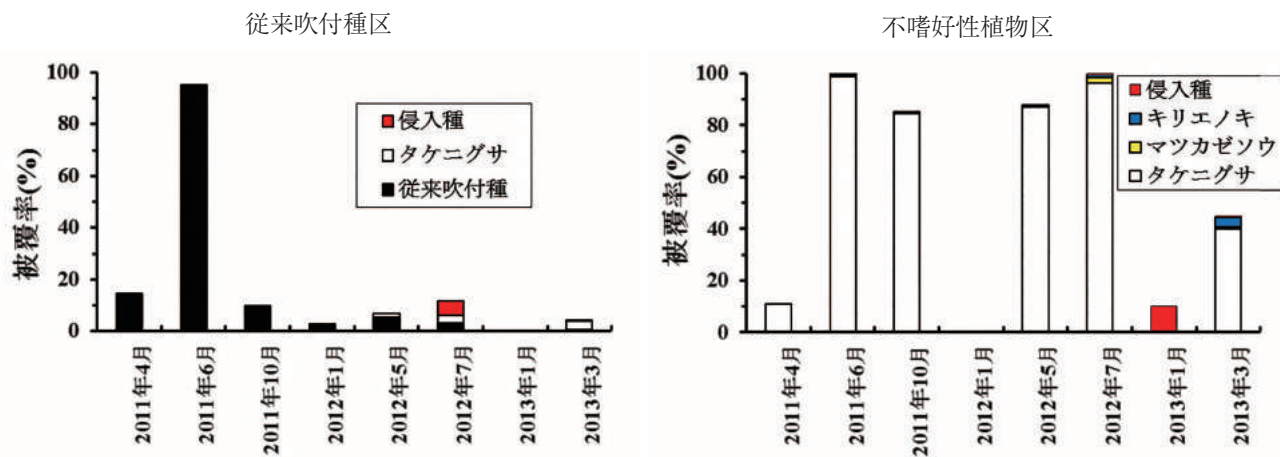 従来吹付種区
被覆率(%)
100
80
60
40
20
0
侵入種
タケニグサ
従来吹付種
2011年4月
2011年6月
2011年10月
2012年1月
2012年5月
2012年7月
2013年1月
2013年3月
不嗜好性植物区
被覆率(%)
100
80
60
40
20
0
侵入種
キリエノキ
マツカゼソウ
タケニグサ
2011年4月
2011年6月
2011年10月
2012年1月
2012年5月
2012年7月
2013年1月
2013年3月